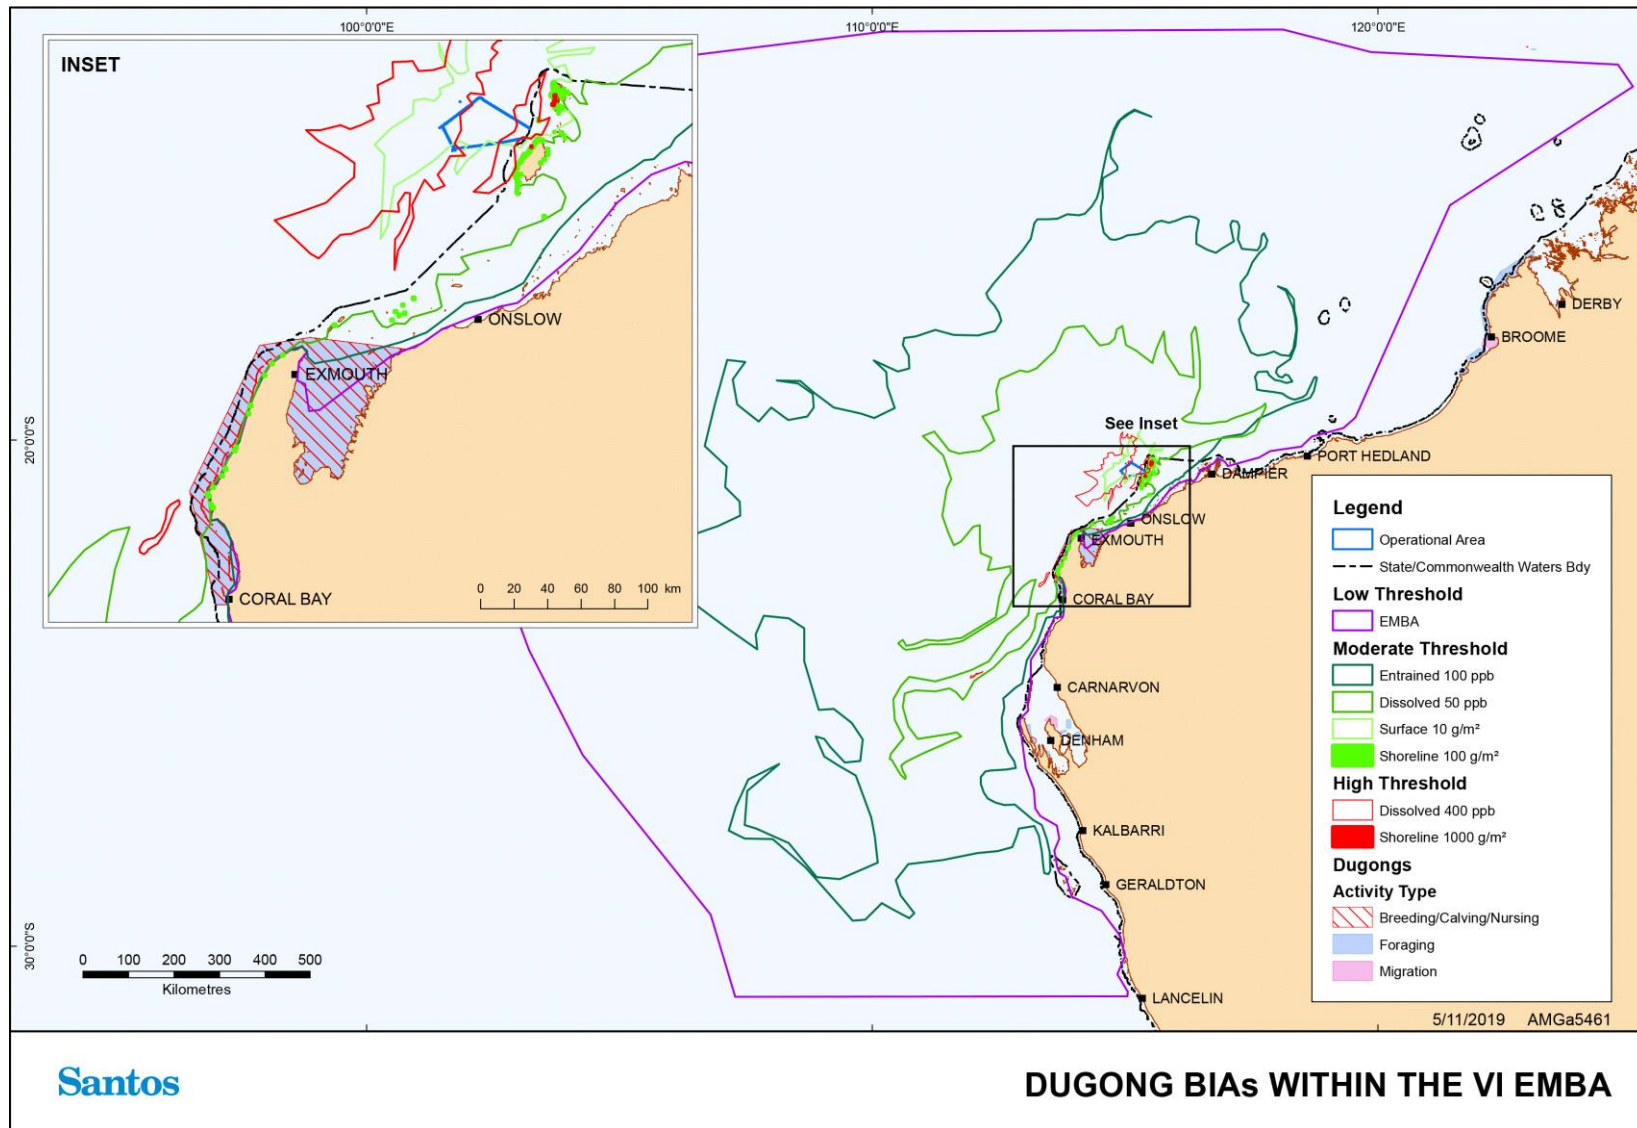 100°0'0"E
110°0'0"E
120°0'0"E
20°0'0"S
30°0'0"S
INSET
ONSLOW
EXMOUTH
CORAL BAY
0 20 40 60 80 100 km
See Inset
DERBY
BROOME
PORT HEDLAND
DAMPIER
ONSLOW
EXMOUTH
CORAL BAY
CARNARVON
DENHAM
KALBARRI
GERALDTON
LANCELIN
0 100 200 300 400 500
Kilometres
Legend
Operational Area
State/Commonwealth Waters Bdy
Low Threshold
EMBA
Moderate Threshold
Entrained 100 ppb
Dissolved 50 ppb
Surface 10 g/m²
Shoreline 100 g/m²
High Threshold
Dissolved 400 ppb
Shoreline 1000 g/m²
Dugongs
Activity Type
Breeding/Calving/Nursing
Foraging
Migration
5/11/2019 AMGa5461
Santos
DUGONG BIAs WITHIN THE VI EMBA